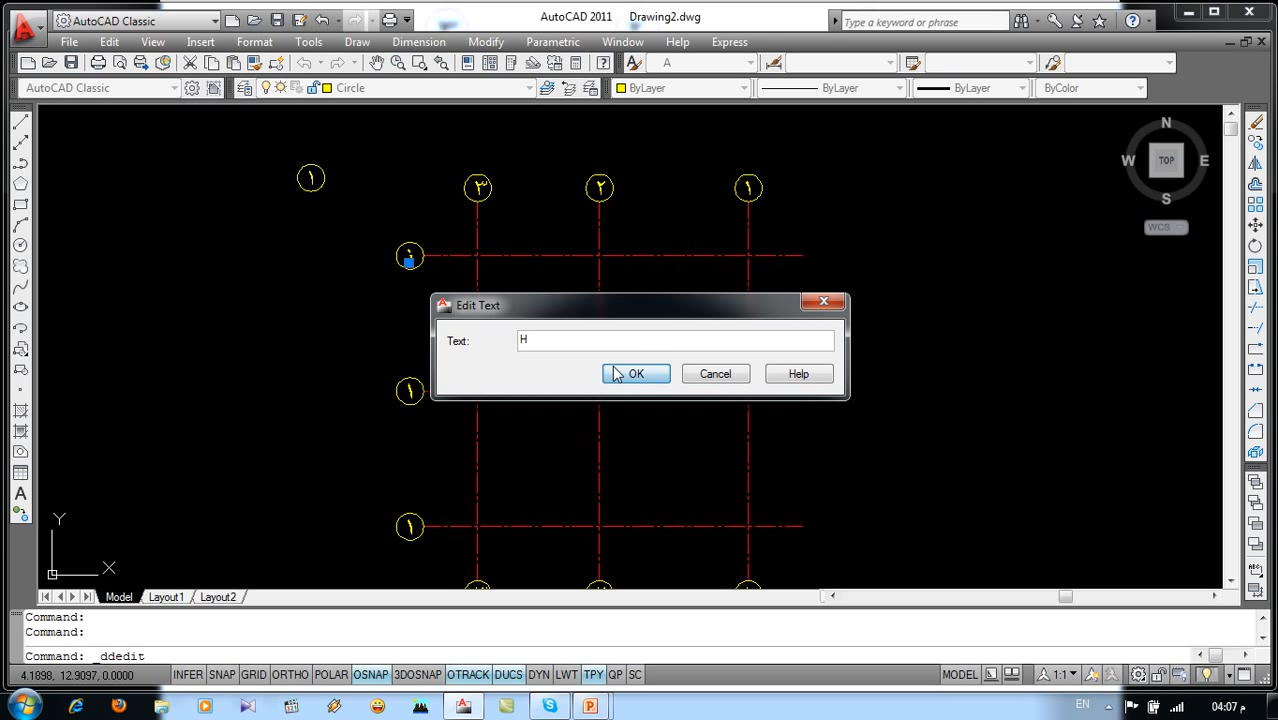 AutoCAD Classic
AutoCAD 2011 Drawing2.dwg
Type a keyword or phrase
File Edit View Insert Format Tools Draw Dimension Modify Parametric Window Help Express
A
AutoCAD Classic
Circle
ByLayer
ByLayer
ByLayer
ByColor
N
W TOP E
S
WCS
١
٣ ٢ ١
Edit Text
Text: H
OK Cancel Help
١
١
Y
X
Model Layout1 Layout2
Command:
Command:
Command: _ddedit
4.1898, 12.9097, 0.0000 INFER SNAP GRID ORTHO POLAR OSNAP 3DOSNAP OTRACK DUCS DYN LWT TPY QP SC MODEL 1:1
EN 04:07 م